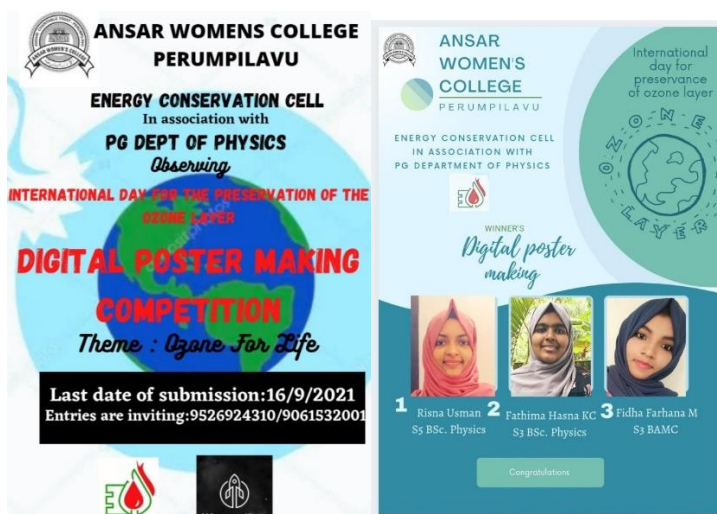 ANSAR WOMENS COLLEGE
PERUMPILAVU
ENERGY CONSERVATION CELL
In association with
PG DEPT OF PHYSICS
Observing
INTERNATIONAL DAY FOR THE PRESERVATION OF THE
OZONE LAYER
DIGITAL POSTER MAKING
COMPETITION
Theme : Ozone For Life
Last date of submission:16/9/2021
Entries are inviting:9526924310/9061532001
ANSAR
WOMEN'S
COLLEGE
PERUMPILAVU
ENERGY CONSERVATION CELL
IN ASSOCIATION WITH
PG DEPARTMENT OF PHYSICS
International
day for
preservance
of ozone layer
OZONE
LAYER
WINNER'S
Digital poster
making
1 Risna Usman
S5 BSc. Physics
2 Fathima Hasna KC
S3 BSc. Physics
3 Fidha Farhana M
S3 BAMC
Congratulations